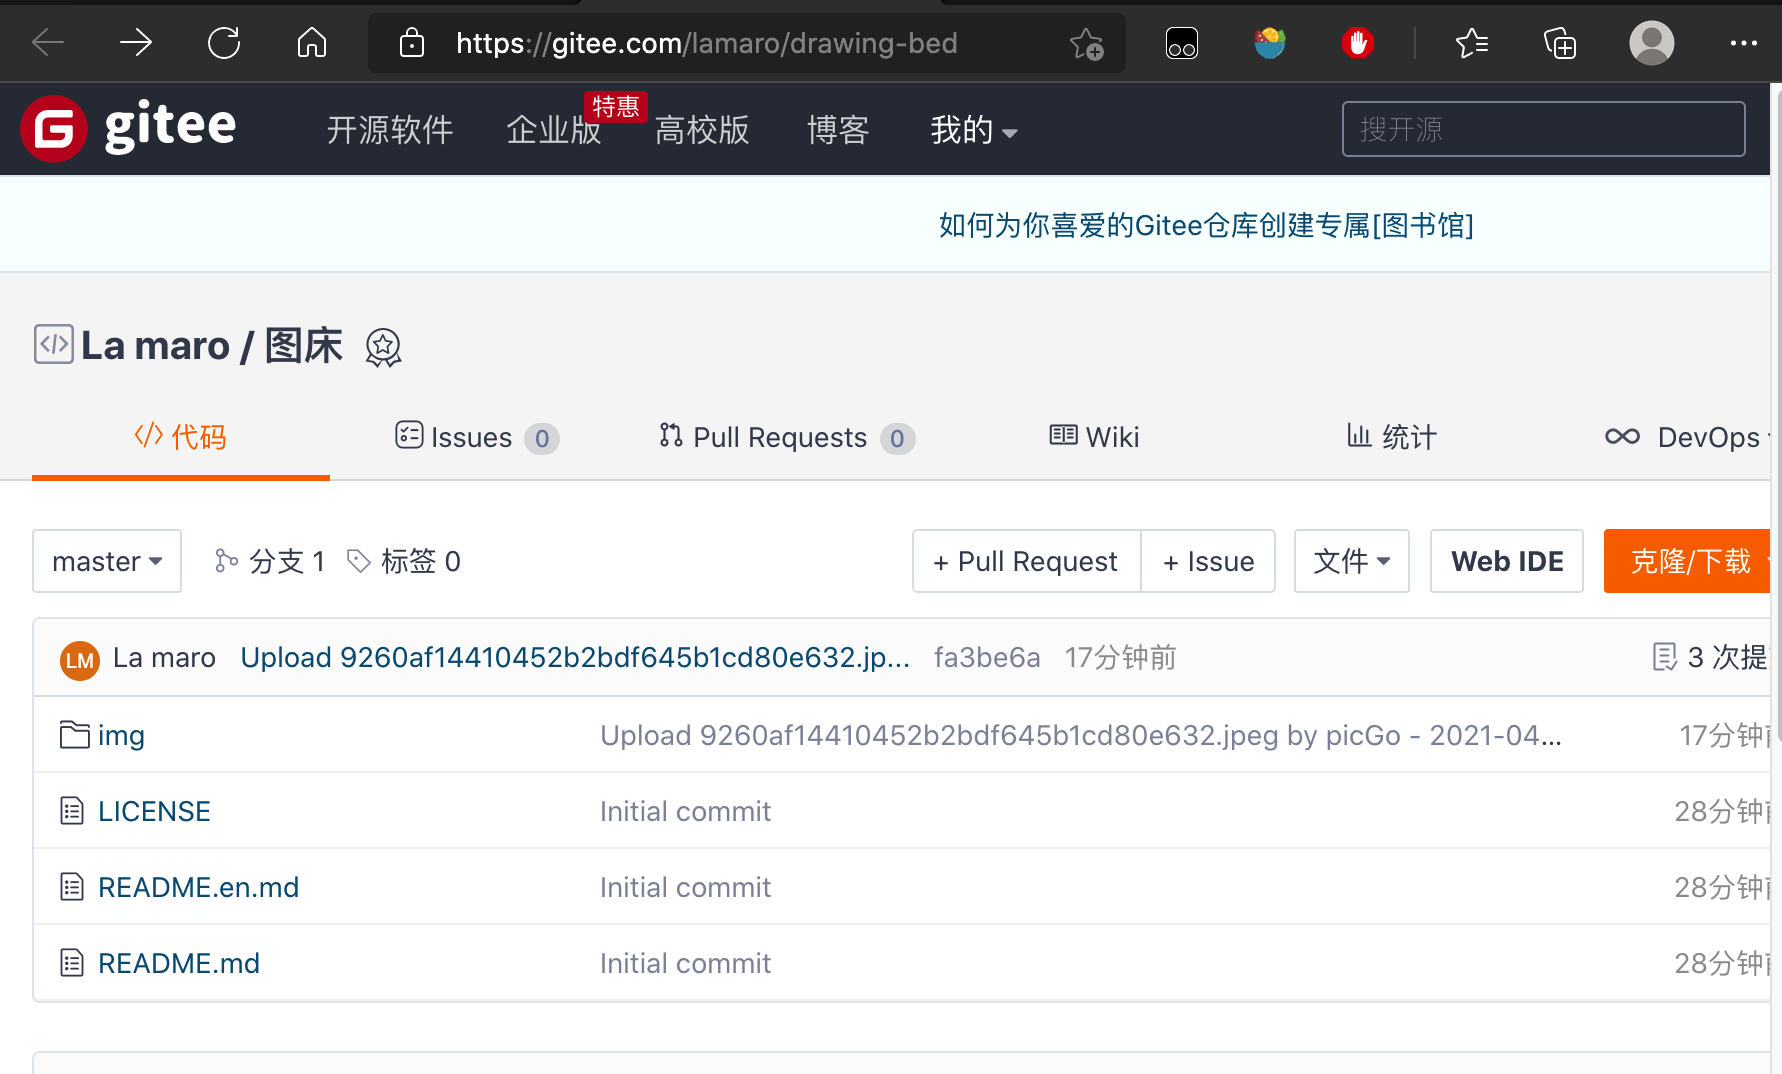 https://gitee.com/lamaro/drawing-bed
gitee 开源软件 企业版 特惠 高校版 博客 我的 搜开源
如何为你喜爱的Gitee仓库创建专属[图书馆]
La maro / 图床
代码 Issues 0 Pull Requests 0 Wiki 统计 DevOps
master 分支 1 标签 0 + Pull Request + Issue 文件 Web IDE 克隆/下载
LM La maro Upload 9260af14410452b2bdf645b1cd80e632.jp... fa3be6a 17分钟前 3 次提
img Upload 9260af14410452b2bdf645b1cd80e632.jpeg by picGo - 2021-04... 17分钟
LICENSE Initial commit 28分钟
README.en.md Initial commit 28分钟
README.md Initial commit 28分钟